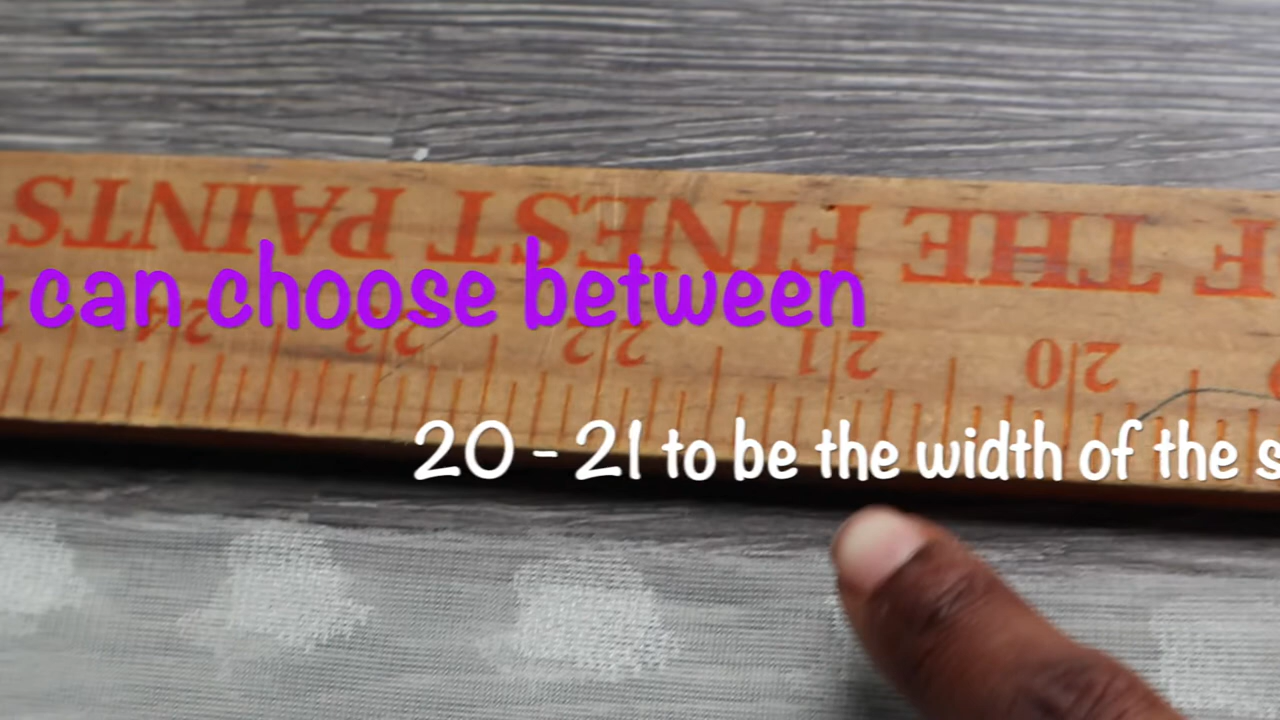 F THE FINEST PAINTS
can choose between
20 21 22 23 24
20 - 21 to be the width of the